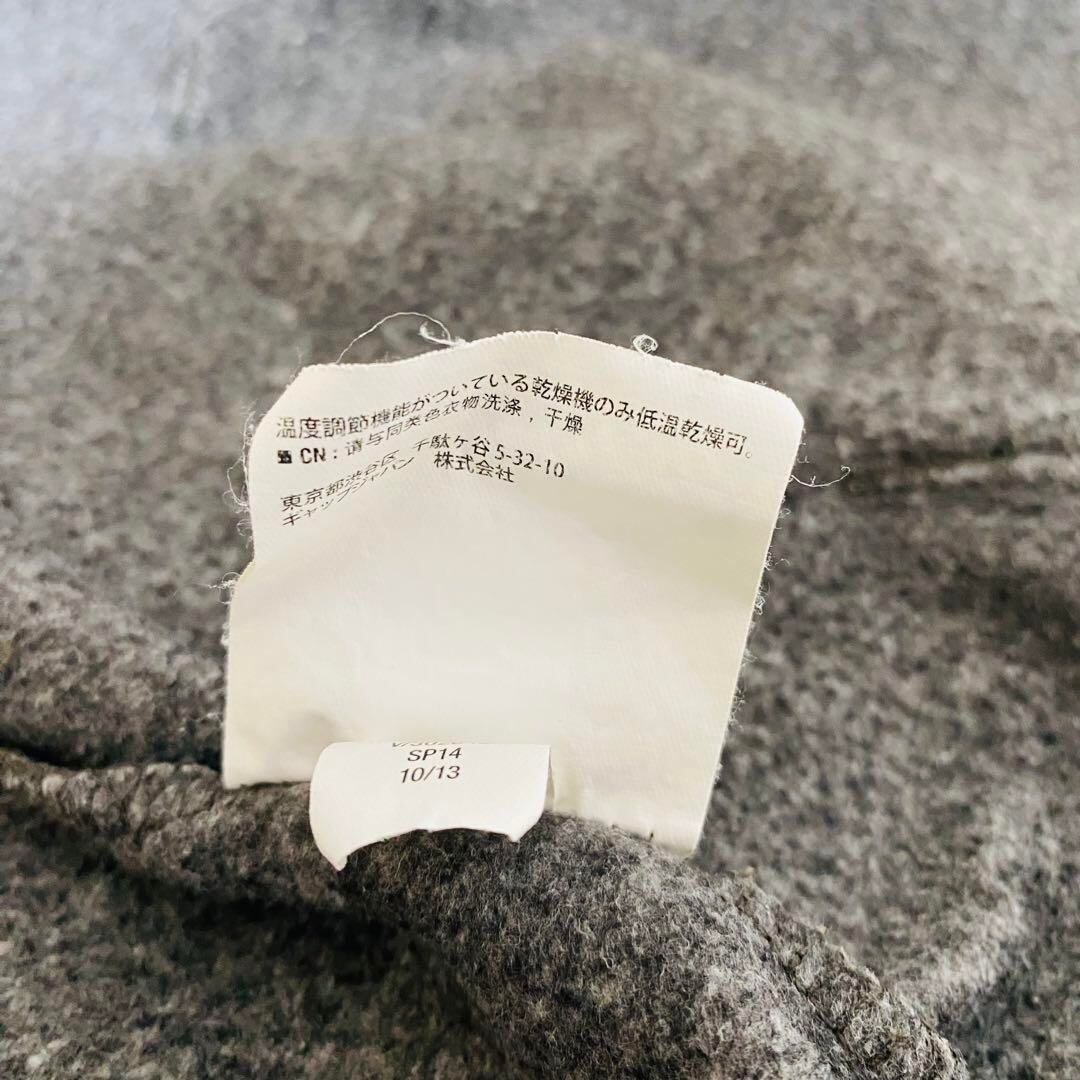 温度調節機能がついている乾燥機のみ低温乾燥可。
CN : 请与同类色衣物洗涤，干燥
東京都渋谷区 千駄ヶ谷 5-32-10
ギャップジャパン 株式会社
SP14
10/13